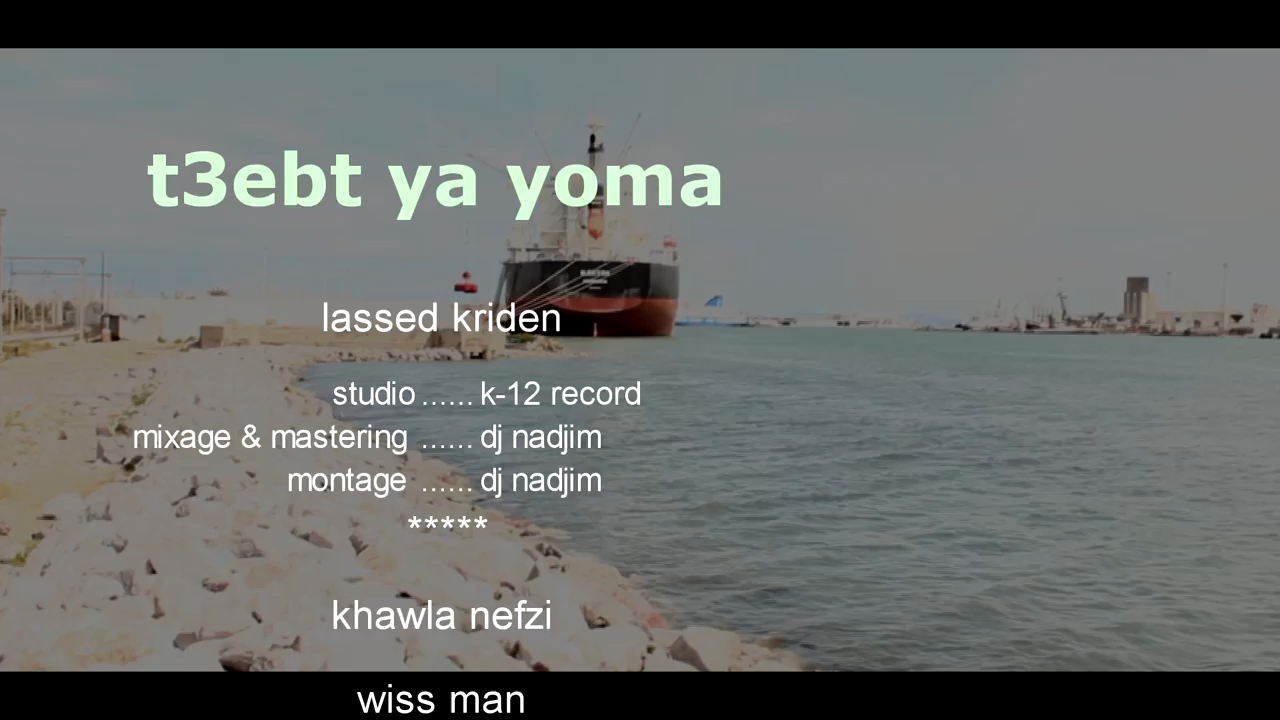 t3ebt ya yoma
lassed kriden
studio ...... k-12 record
mixage & mastering ...... dj nadjim
montage ...... dj nadjim
*****
khawla nefzi
wiss man